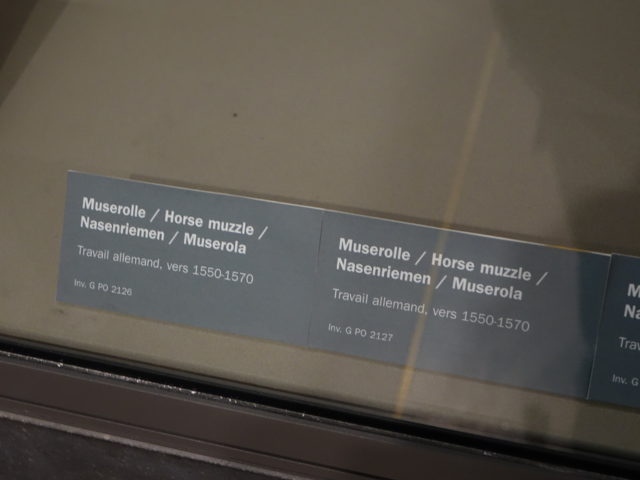 Muserolle / Horse muzzle /
Nasenriemen / Muserola
Travail allemand, vers 1550-1570
Inv. G PO 2126
Muserolle / Horse muzzle /
Nasenriemen / Muserola
Travail allemand, vers 1550-1570
Inv. G PO 2127
Inv. G